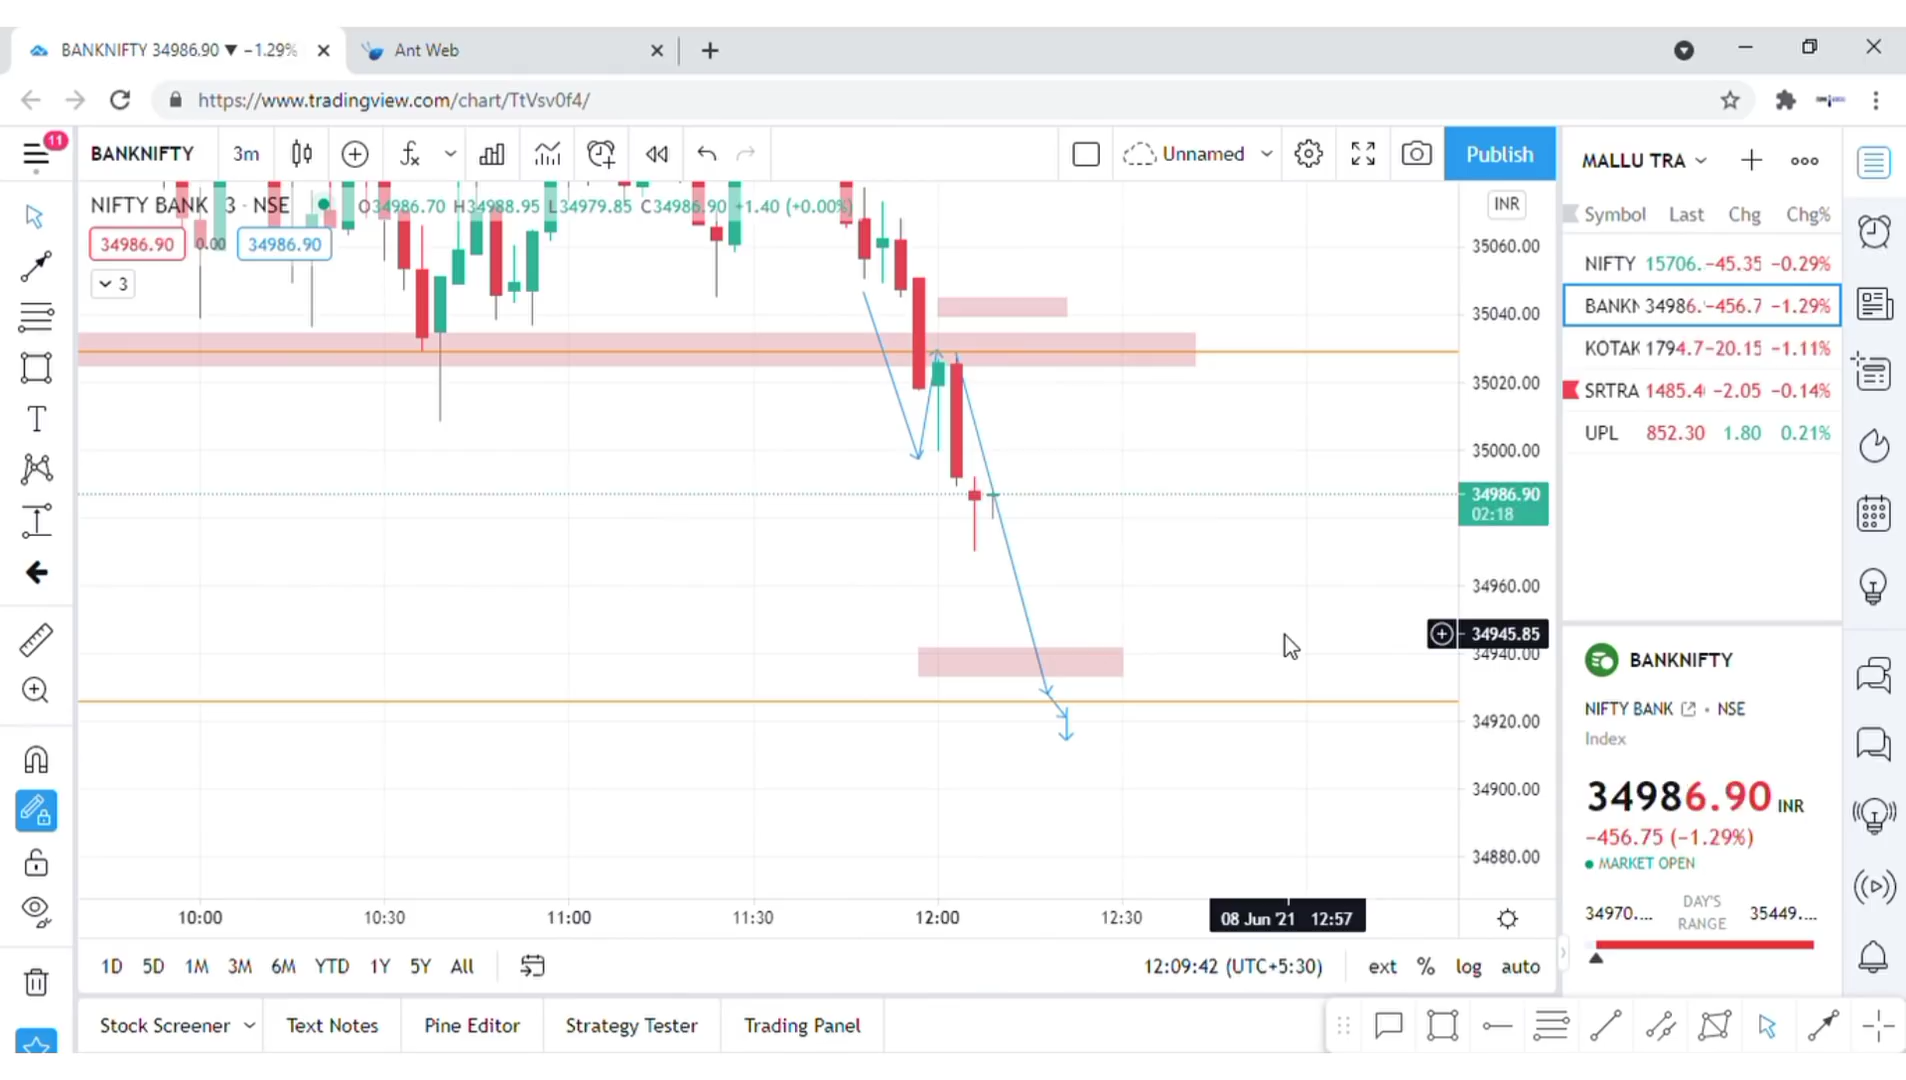 BANKNIFTY 34986.90 ▼ −1.29%
Ant Web
https://www.tradingview.com/chart/TtVsv0f4/
11
BANKNIFTY
3m
Unnamed
Publish
MALLU TRA
NIFTY BANK 3 · NSE
O34986.70 H34988.95 L34979.85 C34986.90 +1.40 (+0.00%)
INR
34986.90 0.00 34986.90
3
Symbol Last Chg Chg%
NIFTY 15706. −45.35 −0.29%
BANKN 34986. −456.7 −1.29%
KOTAK 1794.7 −20.15 −1.11%
SRTRA 1485.4 −2.05 −0.14%
UPL 852.30 1.80 0.21%
35060.00
35040.00
35020.00
35000.00
34986.90
02:18
34960.00
34945.85
34940.00
34920.00
34900.00
34880.00
10:00 10:30 11:00 11:30 12:00 12:30
08 Jun '21 12:57
BANKNIFTY
NIFTY BANK • NSE
Index
34986.90 INR
−456.75 (−1.29%)
MARKET OPEN
34970.... DAY'S RANGE 35449....
1D 5D 1M 3M 6M YTD 1Y 5Y All
12:09:42 (UTC+5:30)
ext % log auto
Stock Screener
Text Notes
Pine Editor
Strategy Tester
Trading Panel